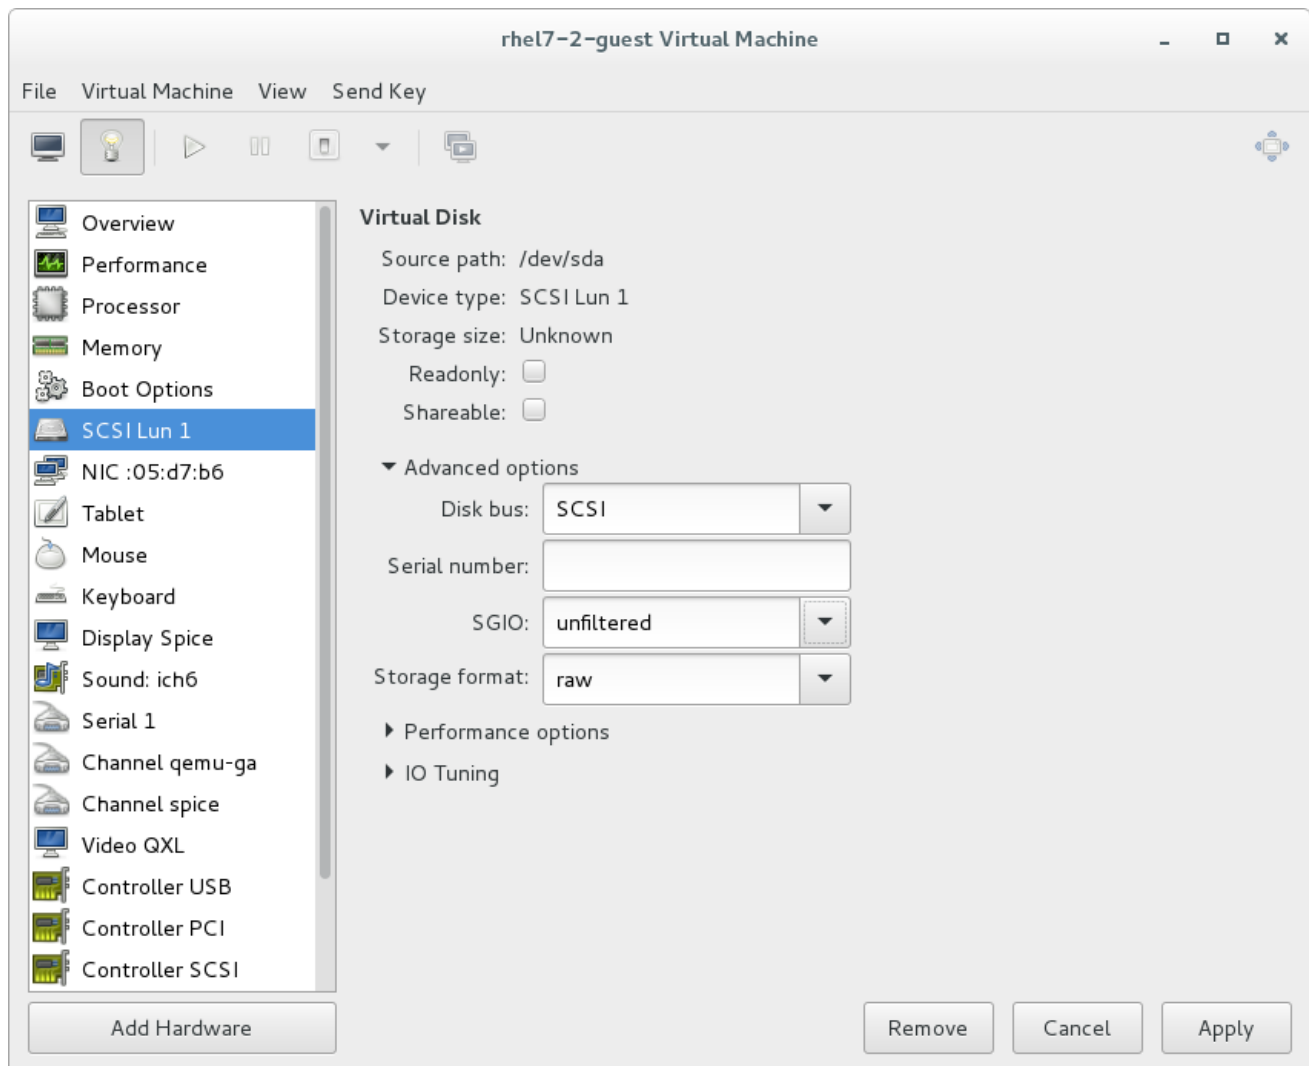 rhel7-2-guest Virtual Machine
File Virtual Machine View Send Key
Overview
Performance
Processor
Memory
Boot Options
SCSI Lun 1
NIC :05:d7:b6
Tablet
Mouse
Keyboard
Display Spice
Sound: ich6
Serial 1
Channel qemu-ga
Channel spice
Video QXL
Controller USB
Controller PCI
Controller SCSI
Add Hardware
Virtual Disk
Source path: /dev/sda
Device type: SCSI Lun 1
Storage size: Unknown
Readonly:
Shareable:
Advanced options
Disk bus: SCSI
Serial number:
SGIO: unfiltered
Storage format: raw
Performance options
IO Tuning
Remove Cancel Apply